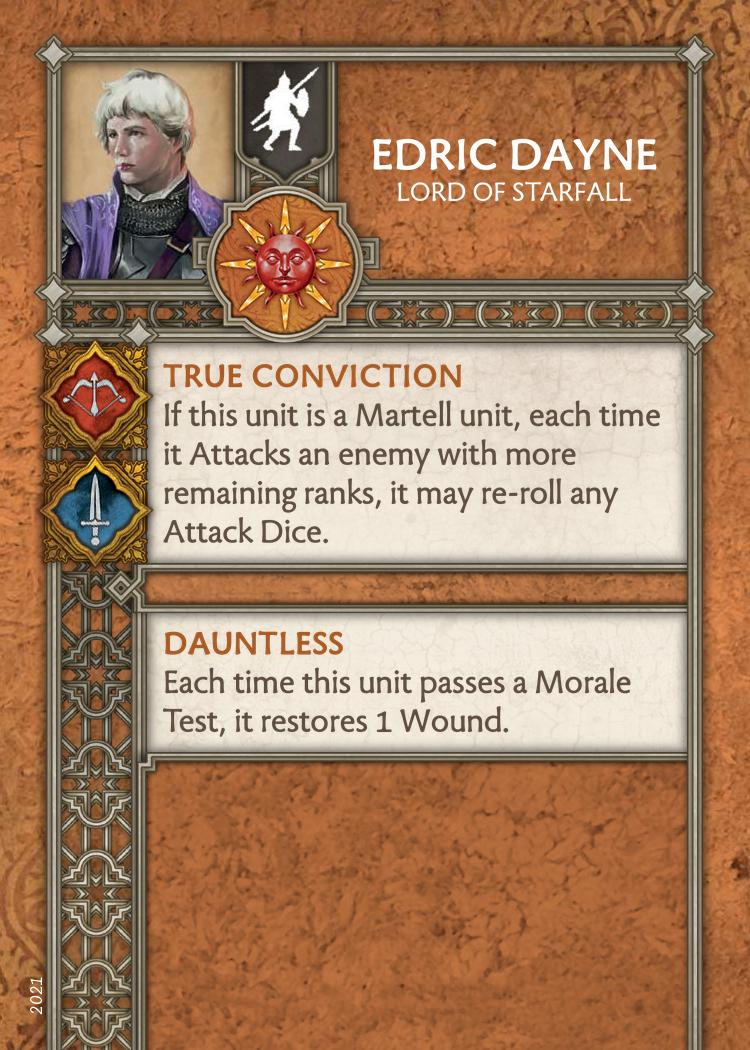 EDRIC DAYNE
LORD OF STARFALL
TRUE CONVICTION
If this unit is a Martell unit, each time
it Attacks an enemy with more
remaining ranks, it may re-roll any
Attack Dice.
DAUNTLESS
Each time this unit passes a Morale
Test, it restores 1 Wound.
2021